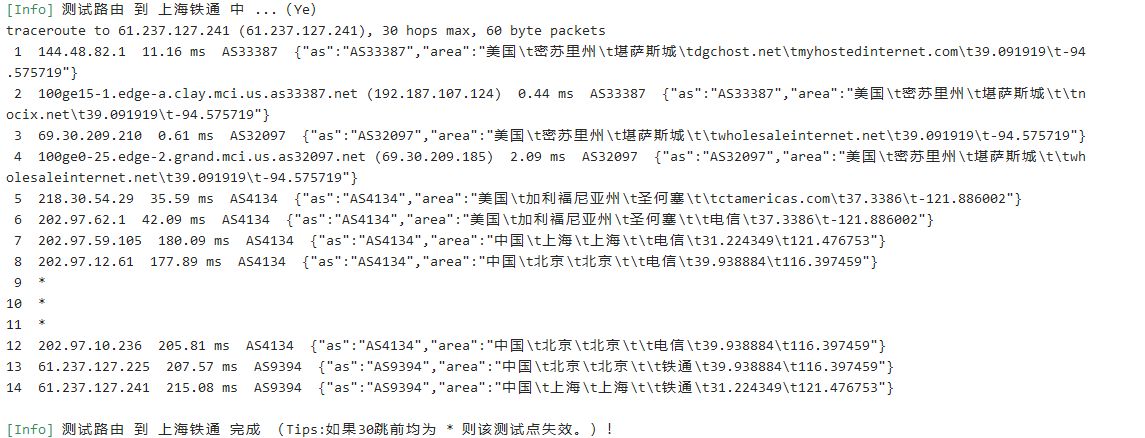 [Info] 测试路由 到 上海铁通 中 ... (Ye)
traceroute to 61.237.127.241 (61.237.127.241), 30 hops max, 60 byte packets
 1  144.48.82.1  11.16 ms  AS33387  {"as":"AS33387","area":"美国\t密苏里州\t堪萨斯城\tdgchost.net\tmyhostedinternet.com\t39.091919\t-94
.575719"}
 2  100ge15-1.edge-a.clay.mci.us.as33387.net (192.187.107.124)  0.44 ms  AS33387  {"as":"AS33387","area":"美国\t密苏里州\t堪萨斯城\t\tn
ocix.net\t39.091919\t-94.575719"}
 3  69.30.209.210  0.61 ms  AS32097  {"as":"AS32097","area":"美国\t密苏里州\t堪萨斯城\t\twholesaleinternet.net\t39.091919\t-94.575719"}
 4  100ge0-25.edge-2.grand.mci.us.as32097.net (69.30.209.185)  2.09 ms  AS32097  {"as":"AS32097","area":"美国\t密苏里州\t堪萨斯城\t\twh
olesaleinternet.net\t39.091919\t-94.575719"}
 5  218.30.54.29  35.59 ms  AS4134  {"as":"AS4134","area":"美国\t加利福尼亚州\t圣何塞\t\tctamericas.com\t37.3386\t-121.886002"}
 6  202.97.62.1  42.09 ms  AS4134  {"as":"AS4134","area":"美国\t加利福尼亚州\t圣何塞\t\t电信\t37.3386\t-121.886002"}
 7  202.97.59.105  180.09 ms  AS4134  {"as":"AS4134","area":"中国\t上海\t上海\t\t电信\t31.224349\t121.476753"}
 8  202.97.12.61  177.89 ms  AS4134  {"as":"AS4134","area":"中国\t北京\t北京\t\t电信\t39.938884\t116.397459"}
 9  *
10  *
11  *
12  202.97.10.236  205.81 ms  AS4134  {"as":"AS4134","area":"中国\t北京\t北京\t\t电信\t39.938884\t116.397459"}
13  61.237.127.225  207.57 ms  AS9394  {"as":"AS9394","area":"中国\t北京\t北京\t\t铁通\t39.938884\t116.397459"}
14  61.237.127.241  215.08 ms  AS9394  {"as":"AS9394","area":"中国\t上海\t上海\t\t铁通\t31.224349\t121.476753"}
[Info] 测试路由 到 上海铁通 完成 （Tips:如果30跳前均为 * 则该测试点失效。）！